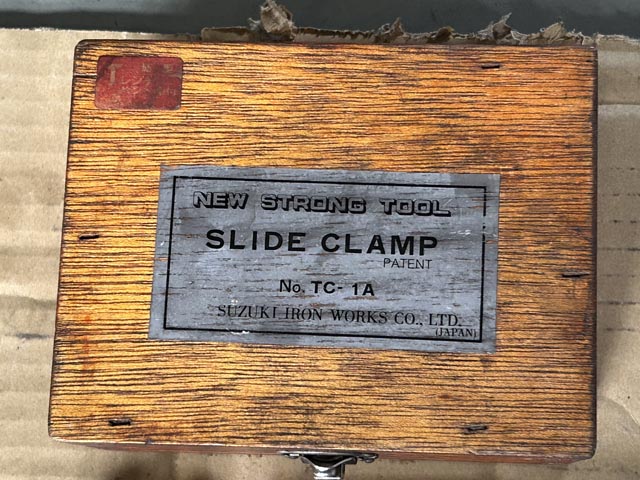 NEW STRONG TOOL
SLIDE CLAMP
PATENT
No. TC-1A
SUZUKI IRON WORKS CO., LTD.
(JAPAN)